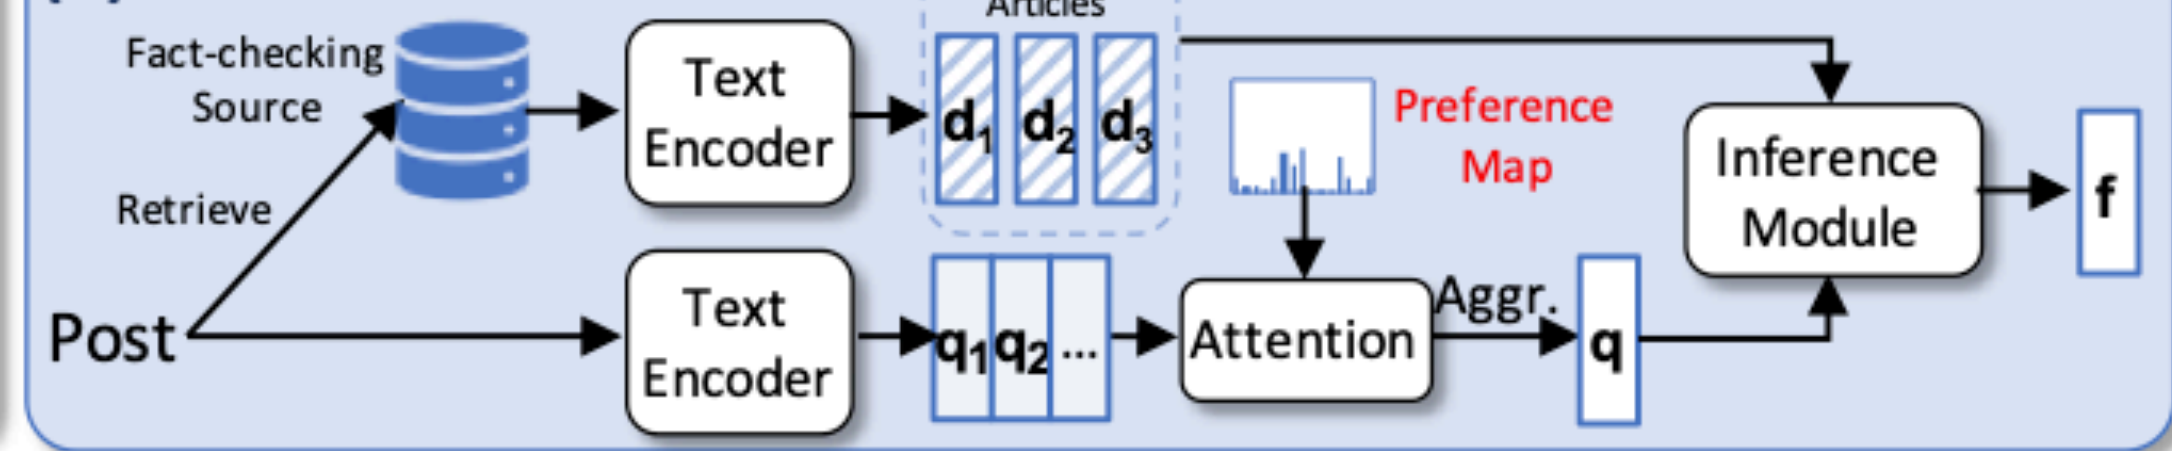 Articles
Fact-checking
Source
Text
Encoder
d1 d2 d3
Preference
Map
Inference
Module
f
Retrieve
Post
Text
Encoder
q1 q2 ...
Attention
Aggr.
q